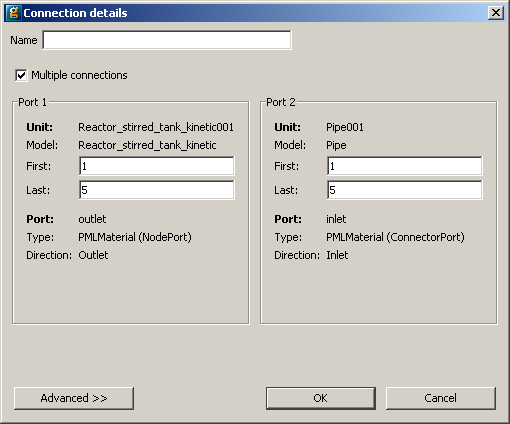 Connection details
Name
Multiple connections
Port 1
Unit: Reactor_stirred_tank_kinetic001
Model: Reactor_stirred_tank_kinetic
First: 1
Last: 5
Port: outlet
Type: PMLMaterial (NodePort)
Direction: Outlet
Port 2
Unit: Pipe001
Model: Pipe
First: 1
Last: 5
Port: inlet
Type: PMLMaterial (ConnectorPort)
Direction: Inlet
Advanced >> OK Cancel